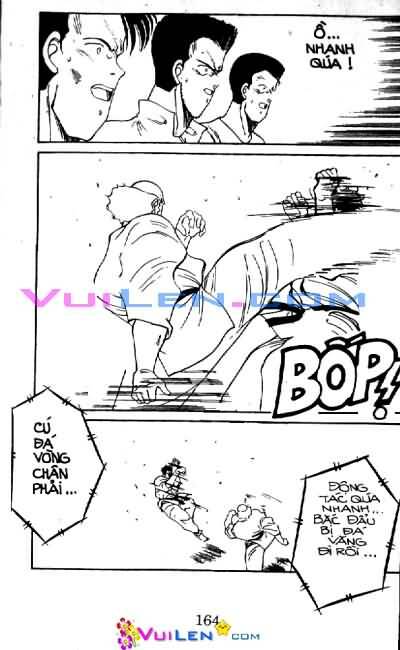 Ồ...
NHANH
QÚA !
VUILEN.COM
BỐP!!
CÚ
ĐÁ
VÒNG
CHÂN
PHẢI...
ĐỘNG
TÁC QÚA
NHANH...
BẶC ĐẦU
BỊ ĐÁ
VĂNG
ĐI RỒI...
164
VUILEN.COM